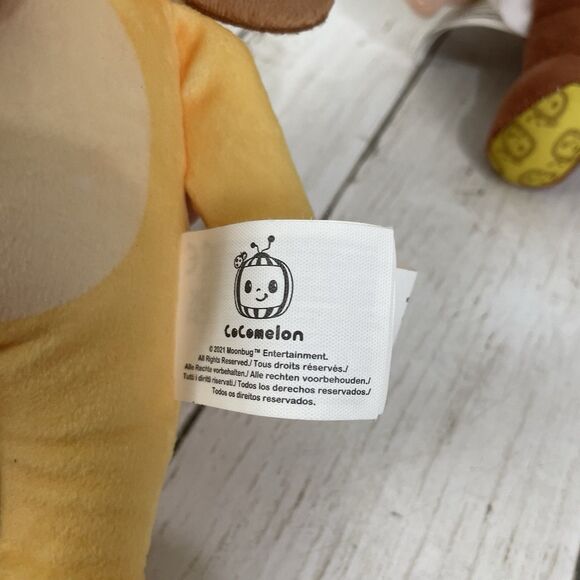 CoComelon
© 2021 Moonbug™ Entertainment.
All Rights Reserved./ Tous droits réservés./
Alle Rechte vorbehalten./ Alle rechten voorbehouden./
Tutti i diritti riservati./ Todos los derechos reservados./
Todos os direitos reservados.